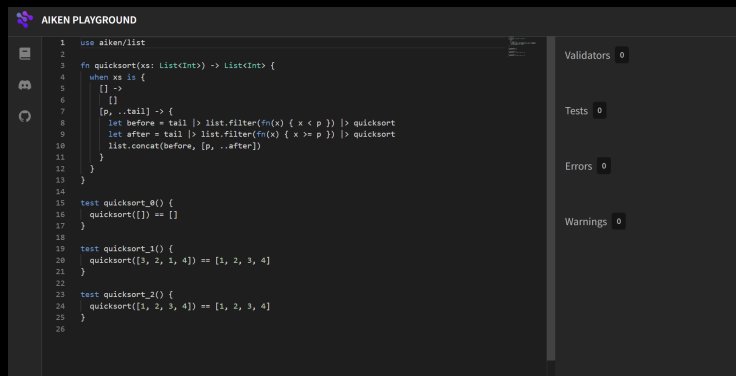 AIKEN PLAYGROUND
1 use aiken/list
2
3 fn quicksort(xs: List<Int>) -> List<Int> {
4   when xs is {
5     [] ->
6       []
7     [p, ..tail] -> {
8       let before = tail |> list.filter(fn(x) { x < p }) |> quicksort
9       let after = tail |> list.filter(fn(x) { x >= p }) |> quicksort
10       list.concat(before, [p, ..after])
11     }
12   }
13 }
14
15 test quicksort_0() {
16   quicksort([]) == []
17 }
18
19 test quicksort_1() {
20   quicksort([3, 2, 1, 4]) == [1, 2, 3, 4]
21 }
22
23 test quicksort_2() {
24   quicksort([1, 2, 3, 4]) == [1, 2, 3, 4]
25 }
26
Validators 0
Tests 0
Errors 0
Warnings 0